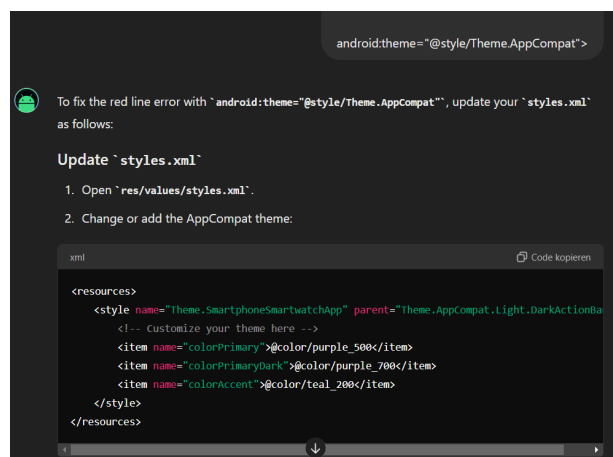 android:theme="@style/Theme.AppCompat">
To fix the red line error with `android:theme="@style/Theme.AppCompat"`, update your `styles.xml`
as follows:
Update `styles.xml`
1. Open `res/values/styles.xml`.
2. Change or add the AppCompat theme:
xml
Code kopieren
<resources>
<style name="Theme.SmartphoneSmartwatchApp" parent="Theme.AppCompat.Light.DarkActionBa
<!-- Customize your theme here -->
<item name="colorPrimary">@color/purple_500</item>
<item name="colorPrimaryDark">@color/purple_700</item>
<item name="colorAccent">@color/teal_200</item>
</style>
</resources>